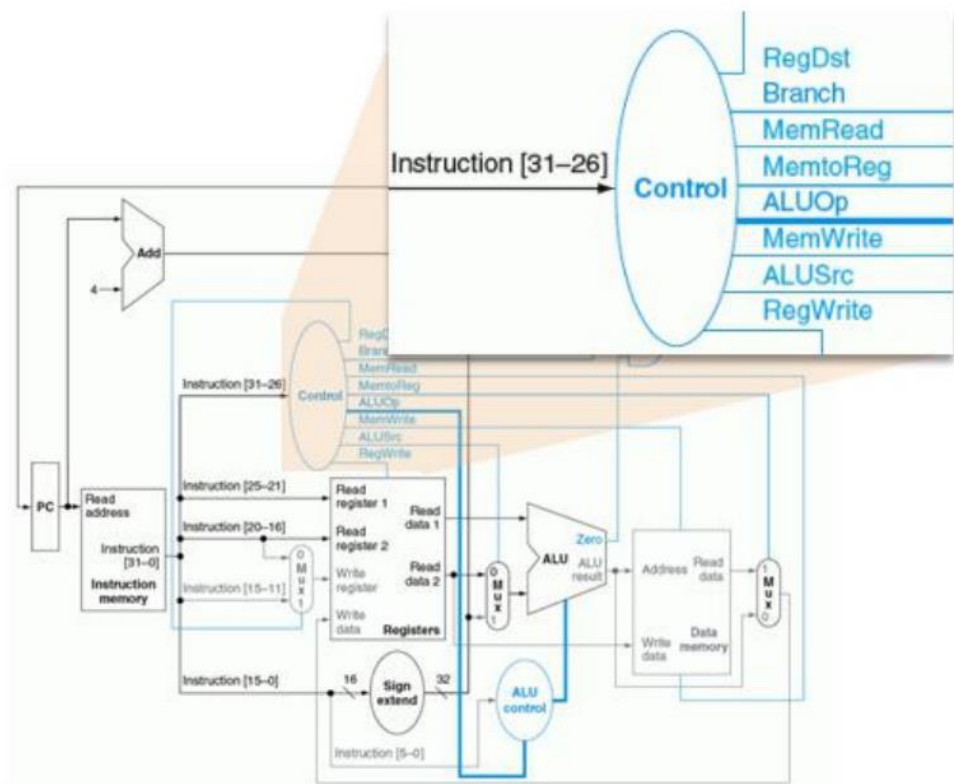 RegDst
Branch
MemRead
Instruction [31–26]
MemtoReg
Control
ALUOp
MemWrite
ALUSrc
RegWrite
Add
4
MemRead
Instruction [31–26]
MemtoReg
Control
ALUOp
MemWrite
ALUSrc
RegWrite
PC
Read address
Instruction [31–0]
Instruction memory
Instruction [25–21]
Instruction [20–16]
Instruction [15–11]
0
Mux
1
Read register 1
Read register 2
Write register
Write data
Read data 1
Read data 2
Registers
0
Mux
1
Zero
ALU
ALU result
Address
Read data
Write data
Data memory
1
Mux
0
Instruction [15–0]
16
Sign extend
32
ALU control
Instruction [5–0]